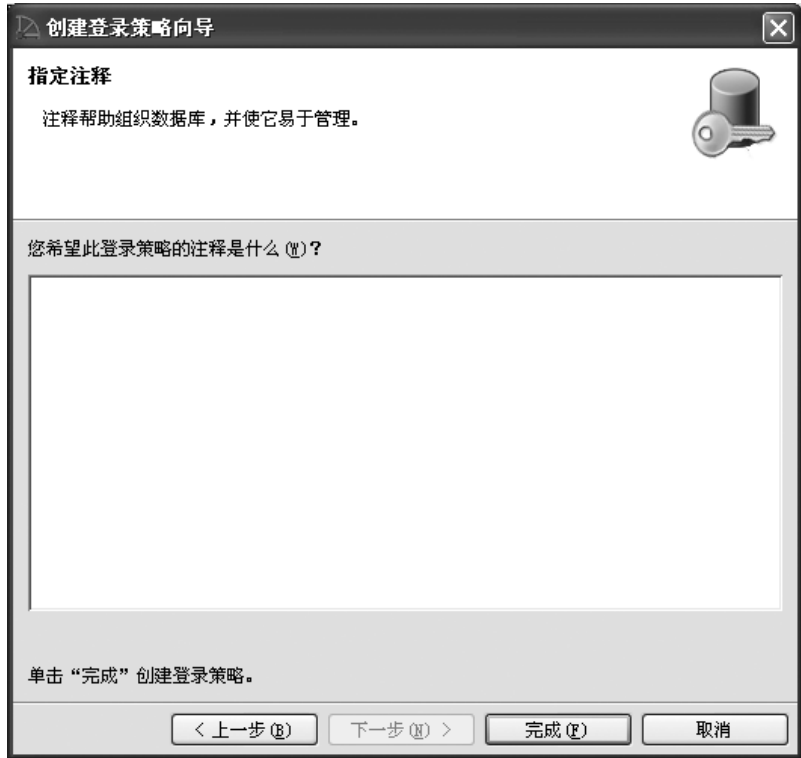 创建登录策略向导
指定注释
注释帮助组织数据库，并使它易于管理。
您希望此登录策略的注释是什么(W)?
单击“完成”创建登录策略。
< 上一步(B)
下一步(N) >
完成(F)
取消